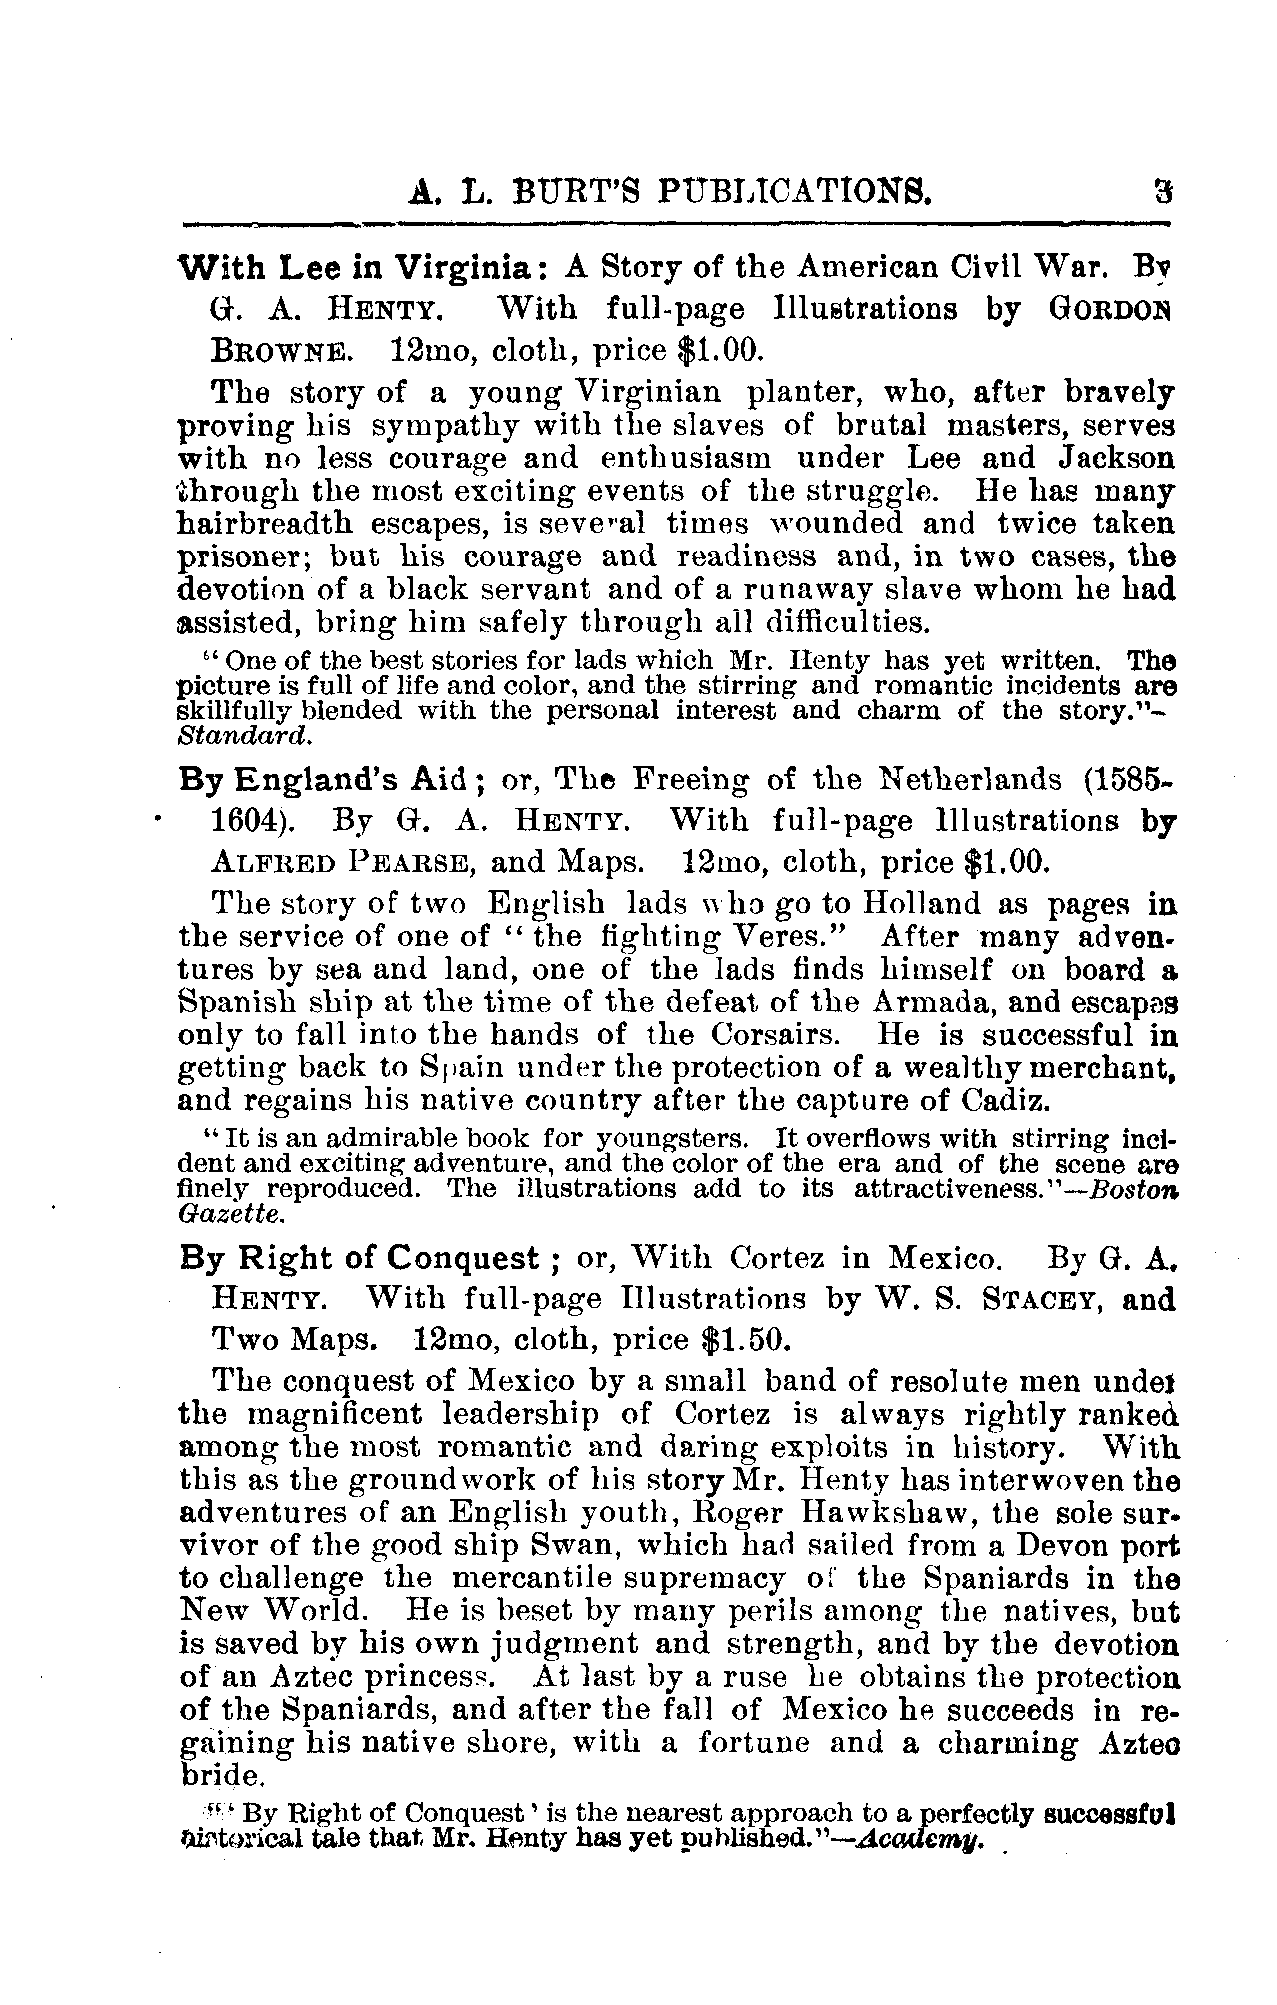 A. L. BURT'S PUBLICATIONS. 3
With Lee in Virginia: A Story of the American Civil War. By
G. A. HENTY. With full-page Illustrations by GORDON
BROWNE. 12mo, cloth, price $1.00.
The story of a young Virginian planter, who, after bravely
proving his sympathy with the slaves of brutal masters, serves
with no less courage and enthusiasm under Lee and Jackson
through the most exciting events of the struggle. He has many
hairbreadth escapes, is several times wounded and twice taken
prisoner; but his courage and readiness and, in two cases, the
devotion of a black servant and of a runaway slave whom he had
assisted, bring him safely through all difficulties.
"One of the best stories for lads which Mr. Henty has yet written. The
picture is full of life and color, and the stirring and romantic incidents are
skillfully blended with the personal interest and charm of the story."—
Standard.
By England's Aid; or, The Freeing of the Netherlands (1585-
1604). By G. A. HENTY. With full-page Illustrations by
ALFRED PEARSE, and Maps. 12mo, cloth, price $1.00.
The story of two English lads who go to Holland as pages in
the service of one of "the fighting Veres." After many adven-
tures by sea and land, one of the lads finds himself on board a
Spanish ship at the time of the defeat of the Armada, and escapes
only to fall into the hands of the Corsairs. He is successful in
getting back to Spain under the protection of a wealthy merchant,
and regains his native country after the capture of Cadiz.
"It is an admirable book for youngsters. It overflows with stirring inci-
dent and exciting adventure, and the color of the era and of the scene are
finely reproduced. The illustrations add to its attractiveness."—Boston
Gazette.
By Right of Conquest; or, With Cortez in Mexico. By G. A.
HENTY. With full-page Illustrations by W. S. STACEY, and
Two Maps. 12mo, cloth, price $1.50.
The conquest of Mexico by a small band of resolute men under
the magnificent leadership of Cortez is always rightly ranked
among the most romantic and daring exploits in history. With
this as the groundwork of his story Mr. Henty has interwoven the
adventures of an English youth, Roger Hawkshaw, the sole sur-
vivor of the good ship Swan, which had sailed from a Devon port
to challenge the mercantile supremacy of the Spaniards in the
New World. He is beset by many perils among the natives, but
is saved by his own judgment and strength, and by the devotion
of an Aztec princess. At last by a ruse he obtains the protection
of the Spaniards, and after the fall of Mexico he succeeds in re-
gaining his native shore, with a fortune and a charming Aztec
bride.
"'By Right of Conquest' is the nearest approach to a perfectly successful
historical tale that Mr. Henty has yet published."—Academy.